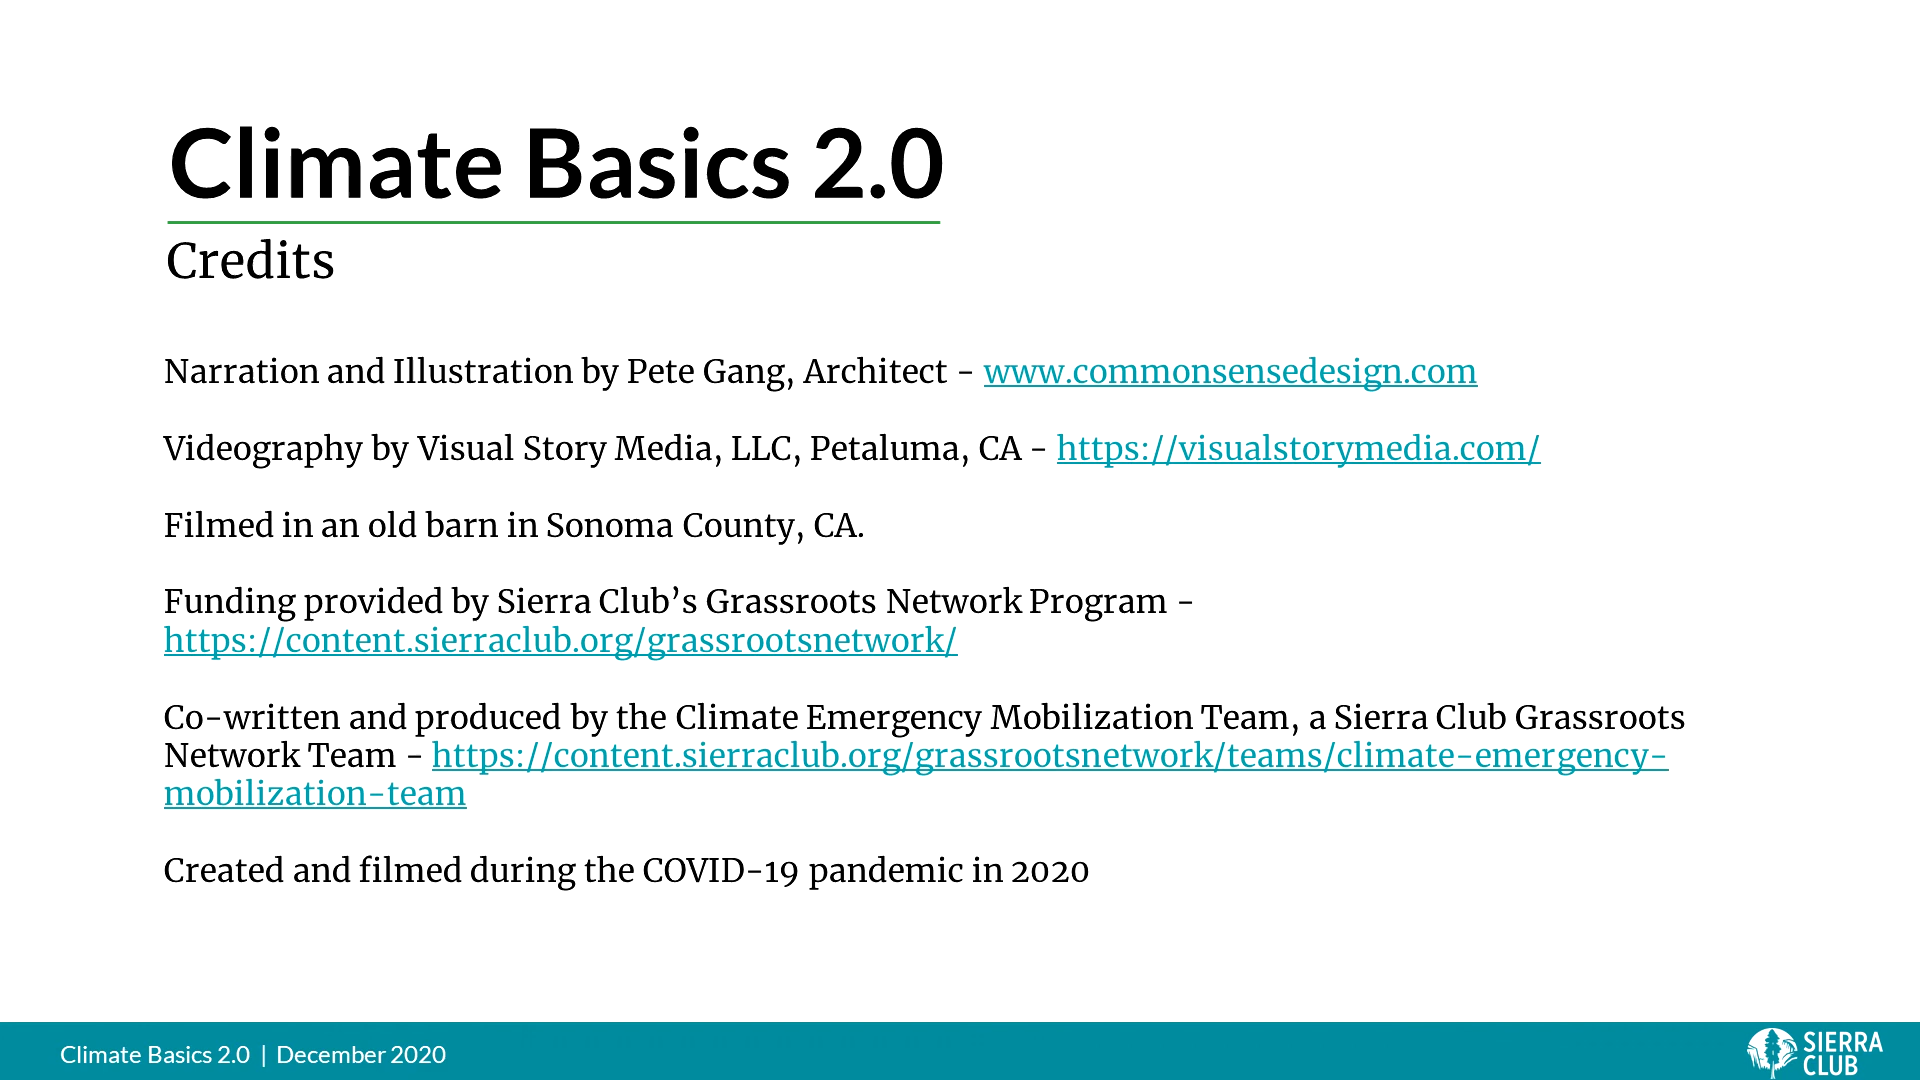 Climate Basics 2.0
Credits
Narration and Illustration by Pete Gang, Architect - www.commonsensedesign.com
Videography by Visual Story Media, LLC, Petaluma, CA - https://visualstorymedia.com/
Filmed in an old barn in Sonoma County, CA.
Funding provided by Sierra Club’s Grassroots Network Program -
https://content.sierraclub.org/grassrootsnetwork/
Co-written and produced by the Climate Emergency Mobilization Team, a Sierra Club Grassroots
Network Team - https://content.sierraclub.org/grassrootsnetwork/teams/climate-emergency-
mobilization-team
Created and filmed during the COVID-19 pandemic in 2020
Climate Basics 2.0 | December 2020
SIERRA
CLUB